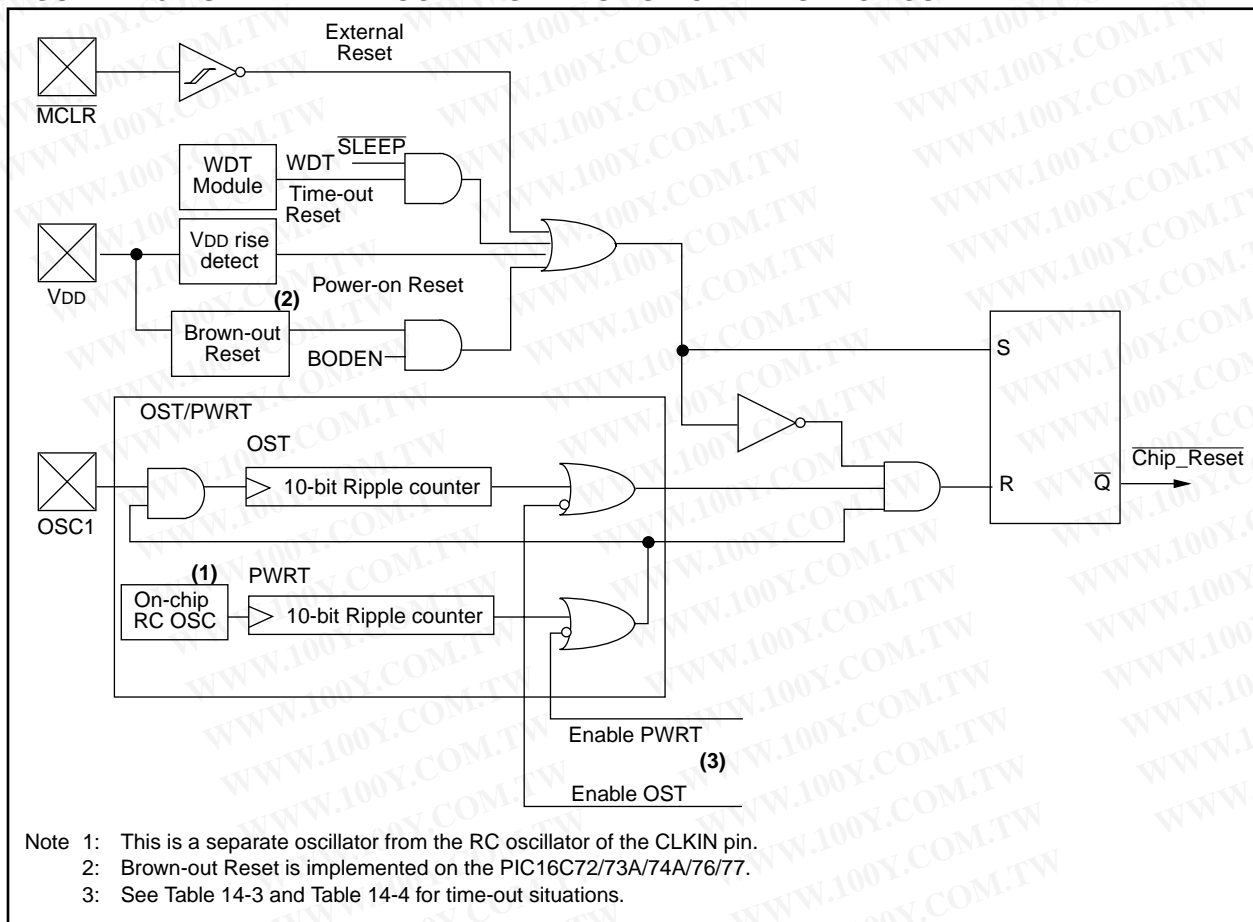 External
Reset
MCLR
SLEEP
WDT
Module
WDT
Time-out
Reset
VDD rise
detect
VDD
Power-on Reset
(2)
Brown-out
Reset
BODEN
S
OST/PWRT
OST
Chip_Reset
10-bit Ripple counter
R
Q
OSC1
(1)
PWRT
On-chip
RC OSC
10-bit Ripple counter
Enable PWRT
(3)
Enable OST
Note 1: This is a separate oscillator from the RC oscillator of the CLKIN pin.
2: Brown-out Reset is implemented on the PIC16C72/73A/74A/76/77.
3: See Table 14-3 and Table 14-4 for time-out situations.
WWW.100Y.COM.TW